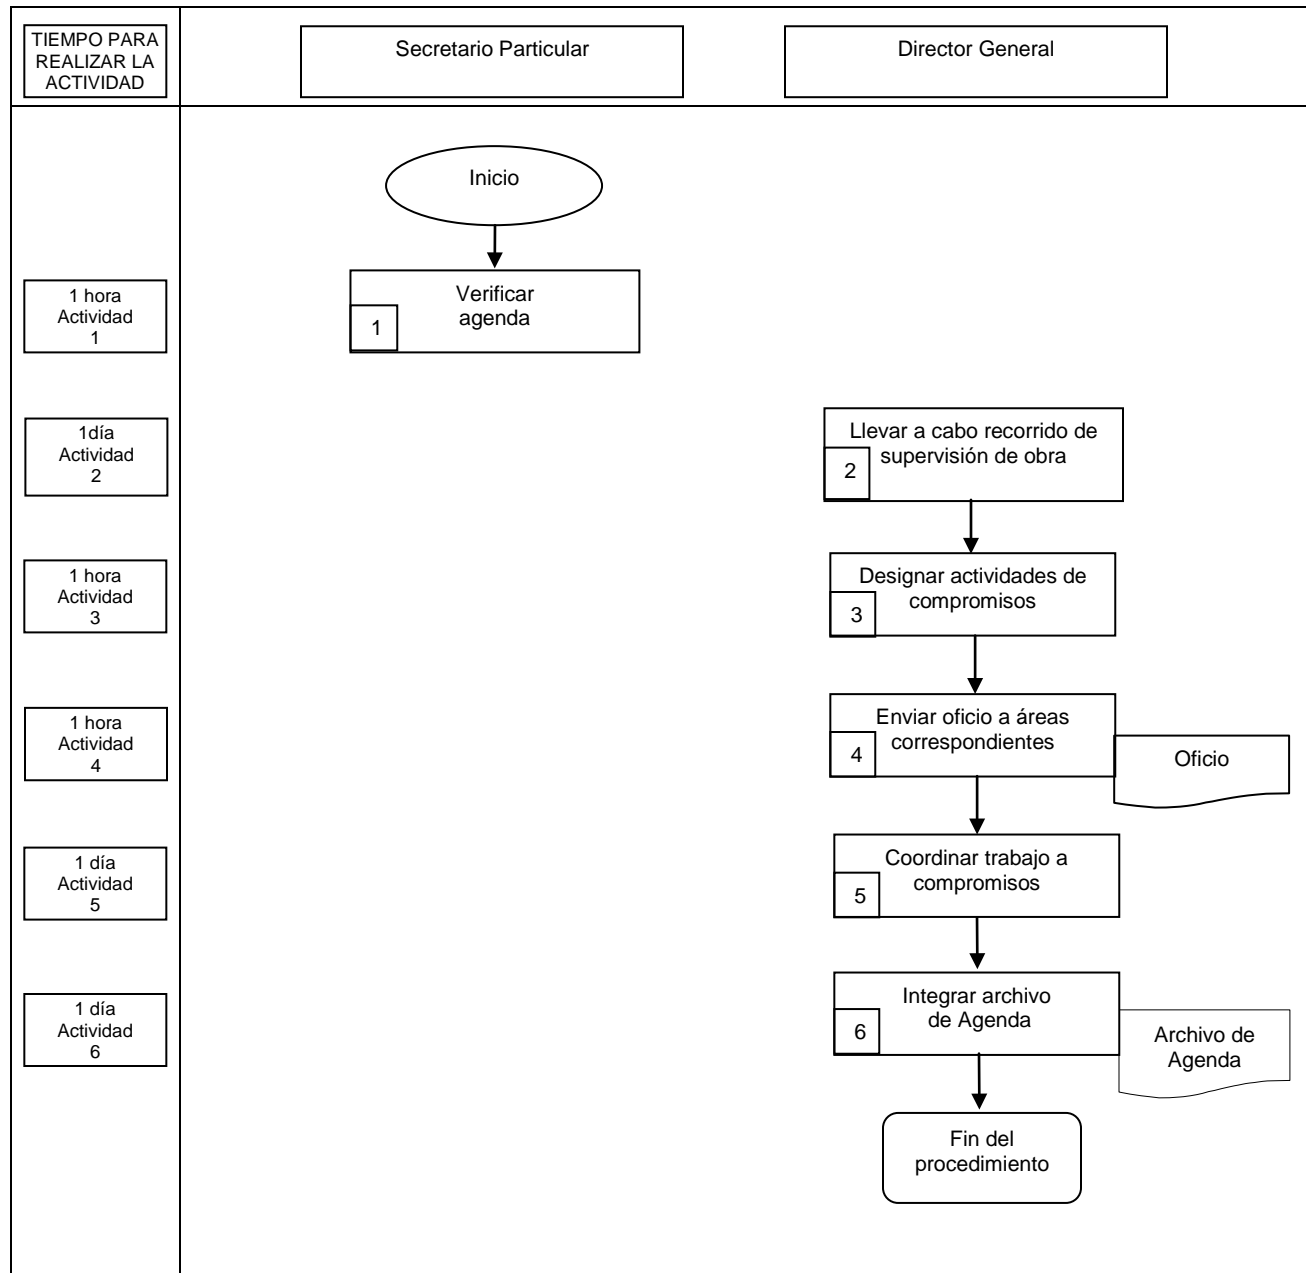 TIEMPO PARA
REALIZAR LA
ACTIVIDAD
Secretario Particular
Director General
Inicio
1 hora
Actividad
1
Verificar
agenda
1
1día
Actividad
2
Llevar a cabo recorrido de
supervisión de obra
2
1 hora
Actividad
3
Designar actividades de
compromisos
3
1 hora
Actividad
4
Enviar oficio a áreas
correspondientes
4
Oficio
1 día
Actividad
5
Coordinar trabajo a
compromisos
5
1 día
Actividad
6
Integrar archivo
de Agenda
6
Archivo de
Agenda
Fin del
procedimiento